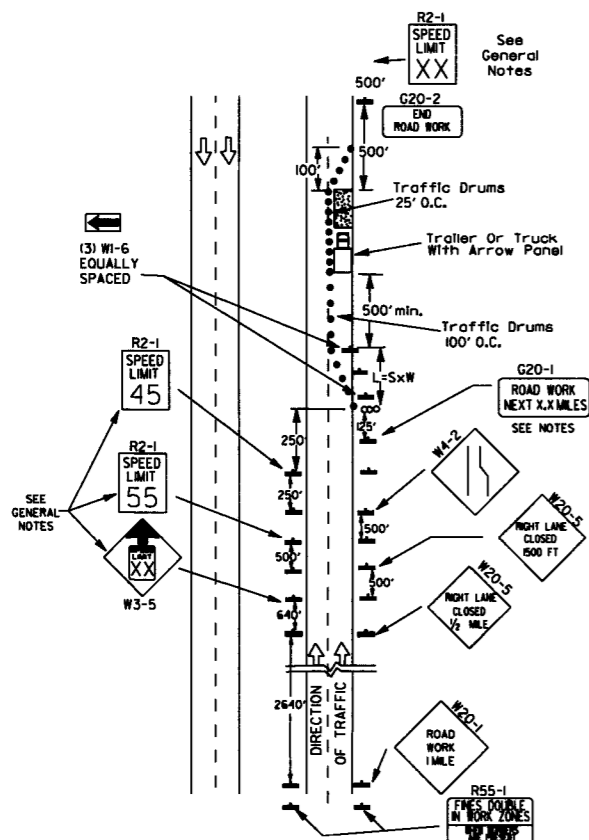 R2-1
SPEED
LIMIT
XX
See
General
Notes
500'
G20-2
END
ROAD WORK
500'
100'
Traffic Drums
25' O.C.
Trailer Or Truck
With Arrow Panel
(3) W1-6
EQUALLY
SPACED
500' min.
Traffic Drums
100' O.C.
R2-1
SPEED
LIMIT
45
L=S×W
G20-1
ROAD WORK
NEXT X.X MILES
SEE NOTES
125'
250'
R2-1
SPEED
LIMIT
55
250'
W4-2
SEE
GENERAL
NOTES
500'
500'
W20-5
RIGHT LANE
CLOSED
1500 FT
LIMIT
XX
W3-5
500'
640'
W20-5
RIGHT LANE
CLOSED
1/2 MILE
2640'
DIRECTION
OF TRAFFIC
W20-1
ROAD
WORK
1 MILE
R55-1
FINES DOUBLE
IN WORK ZONES